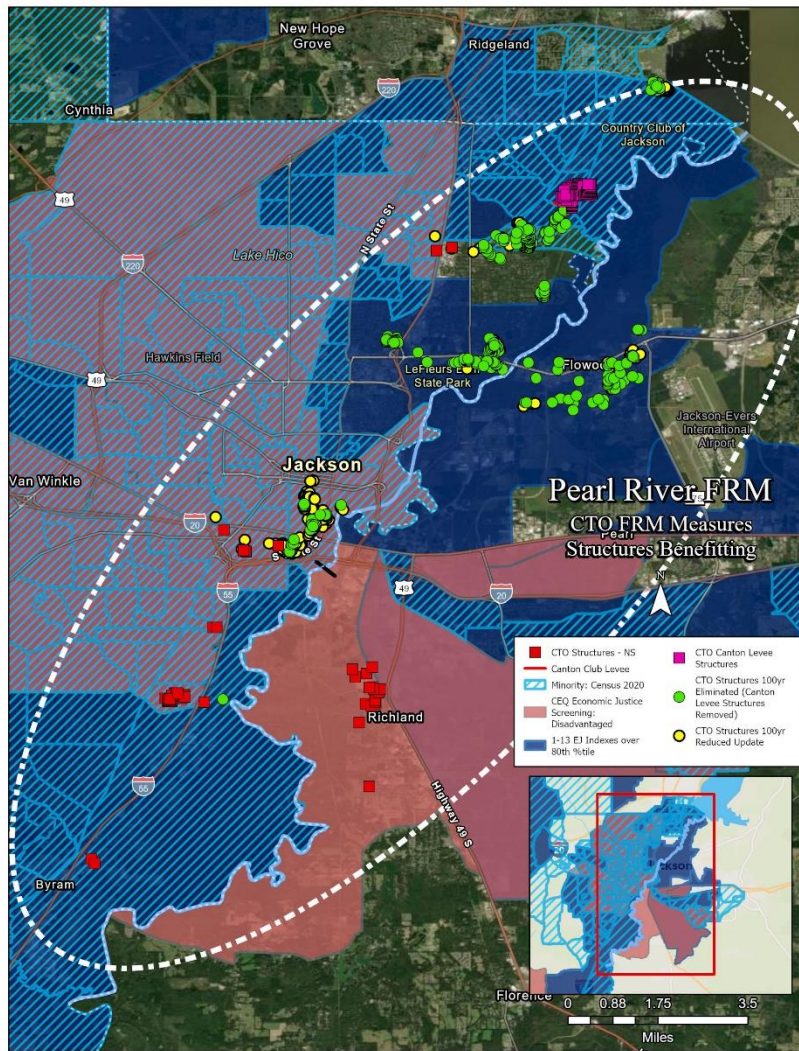 New Hope
Grove
Ridgeland
220
Cynthia
Country Club of
Jackson
49
N State St
Lake Hico
220
Hawkins Field
LeFleurs
State Park
49
Jackson-Evers
International
Airport
Jackson
Van Winkle
20
Pearl River FRM
CTO FRM Measures
Structures Benefitting
Pearl
N
55
49
20
Richland
55
Highway 49 S
Byram
Florence
CTO Structures - NS
Canton Club Levee
Minority: Census 2020
CEQ Economic Justice
Screening:
Disadvantaged
1-13 EJ Indexes over
80th %tile
CTO Canton Levee
Structures
CTO Structures 100yr
Eliminated (Canton
Levee Structures
Removed)
CTO Structures 100yr
Reduced Update
0 0.88 1.75 3.5
Miles